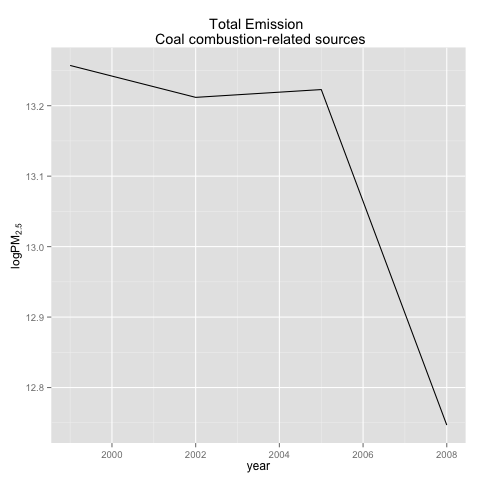 Total Emission
Coal combustion-related sources
logPM2.5
13.2
13.1
13.0
12.9
12.8
2000 2002 2004 2006 2008
year